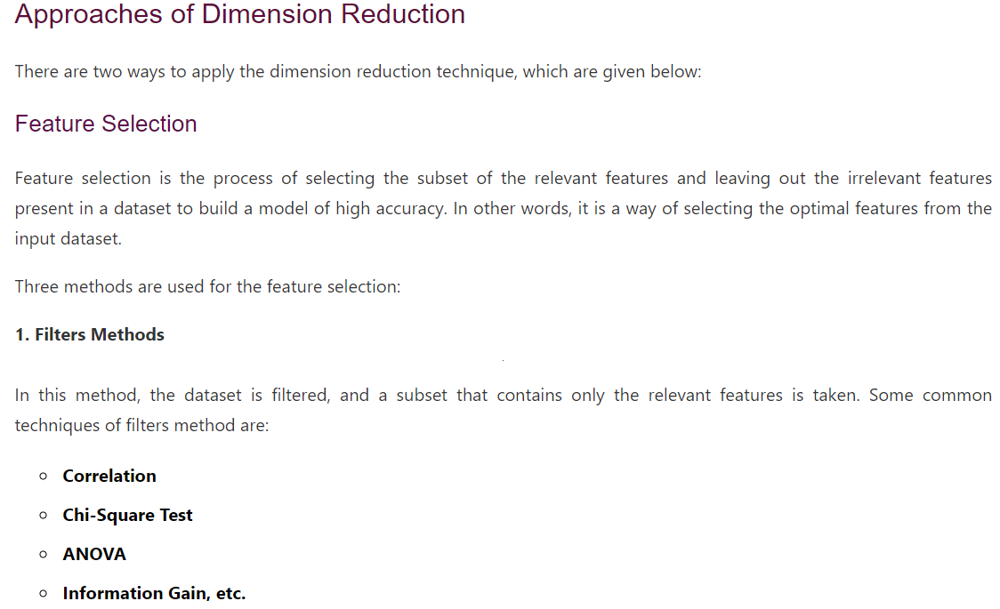 Approaches of Dimension Reduction
There are two ways to apply the dimension reduction technique, which are given below:
Feature Selection
Feature selection is the process of selecting the subset of the relevant features and leaving out the irrelevant features
present in a dataset to build a model of high accuracy. In other words, it is a way of selecting the optimal features from the
input dataset.
Three methods are used for the feature selection:
1. Filters Methods
In this method, the dataset is filtered, and a subset that contains only the relevant features is taken. Some common
techniques of filters method are:
Correlation
Chi-Square Test
ANOVA
Information Gain, etc.